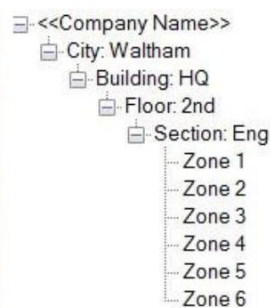 <<Company Name>>
City: Waltham
Building: HQ
Floor: 2nd
Section: Eng
Zone 1
Zone 2
Zone 3
Zone 4
Zone 5
Zone 6